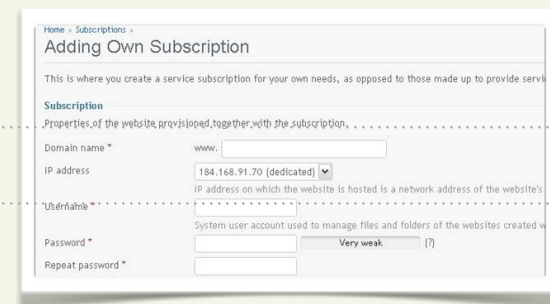 Home > Subscriptions >
Adding Own Subscription
This is where you create a service subscription for your own needs, as opposed to those made up to provide servi
Subscription
Properties of the website provisioned together with the subscription.
Domain name * www.
IP address 184.168.91.70 (dedicated)
IP address on which the website is hosted is a network address of the website's
Username *
System user account used to manage files and folders of the websites created w
Password * Very weak (?)
Repeat password *